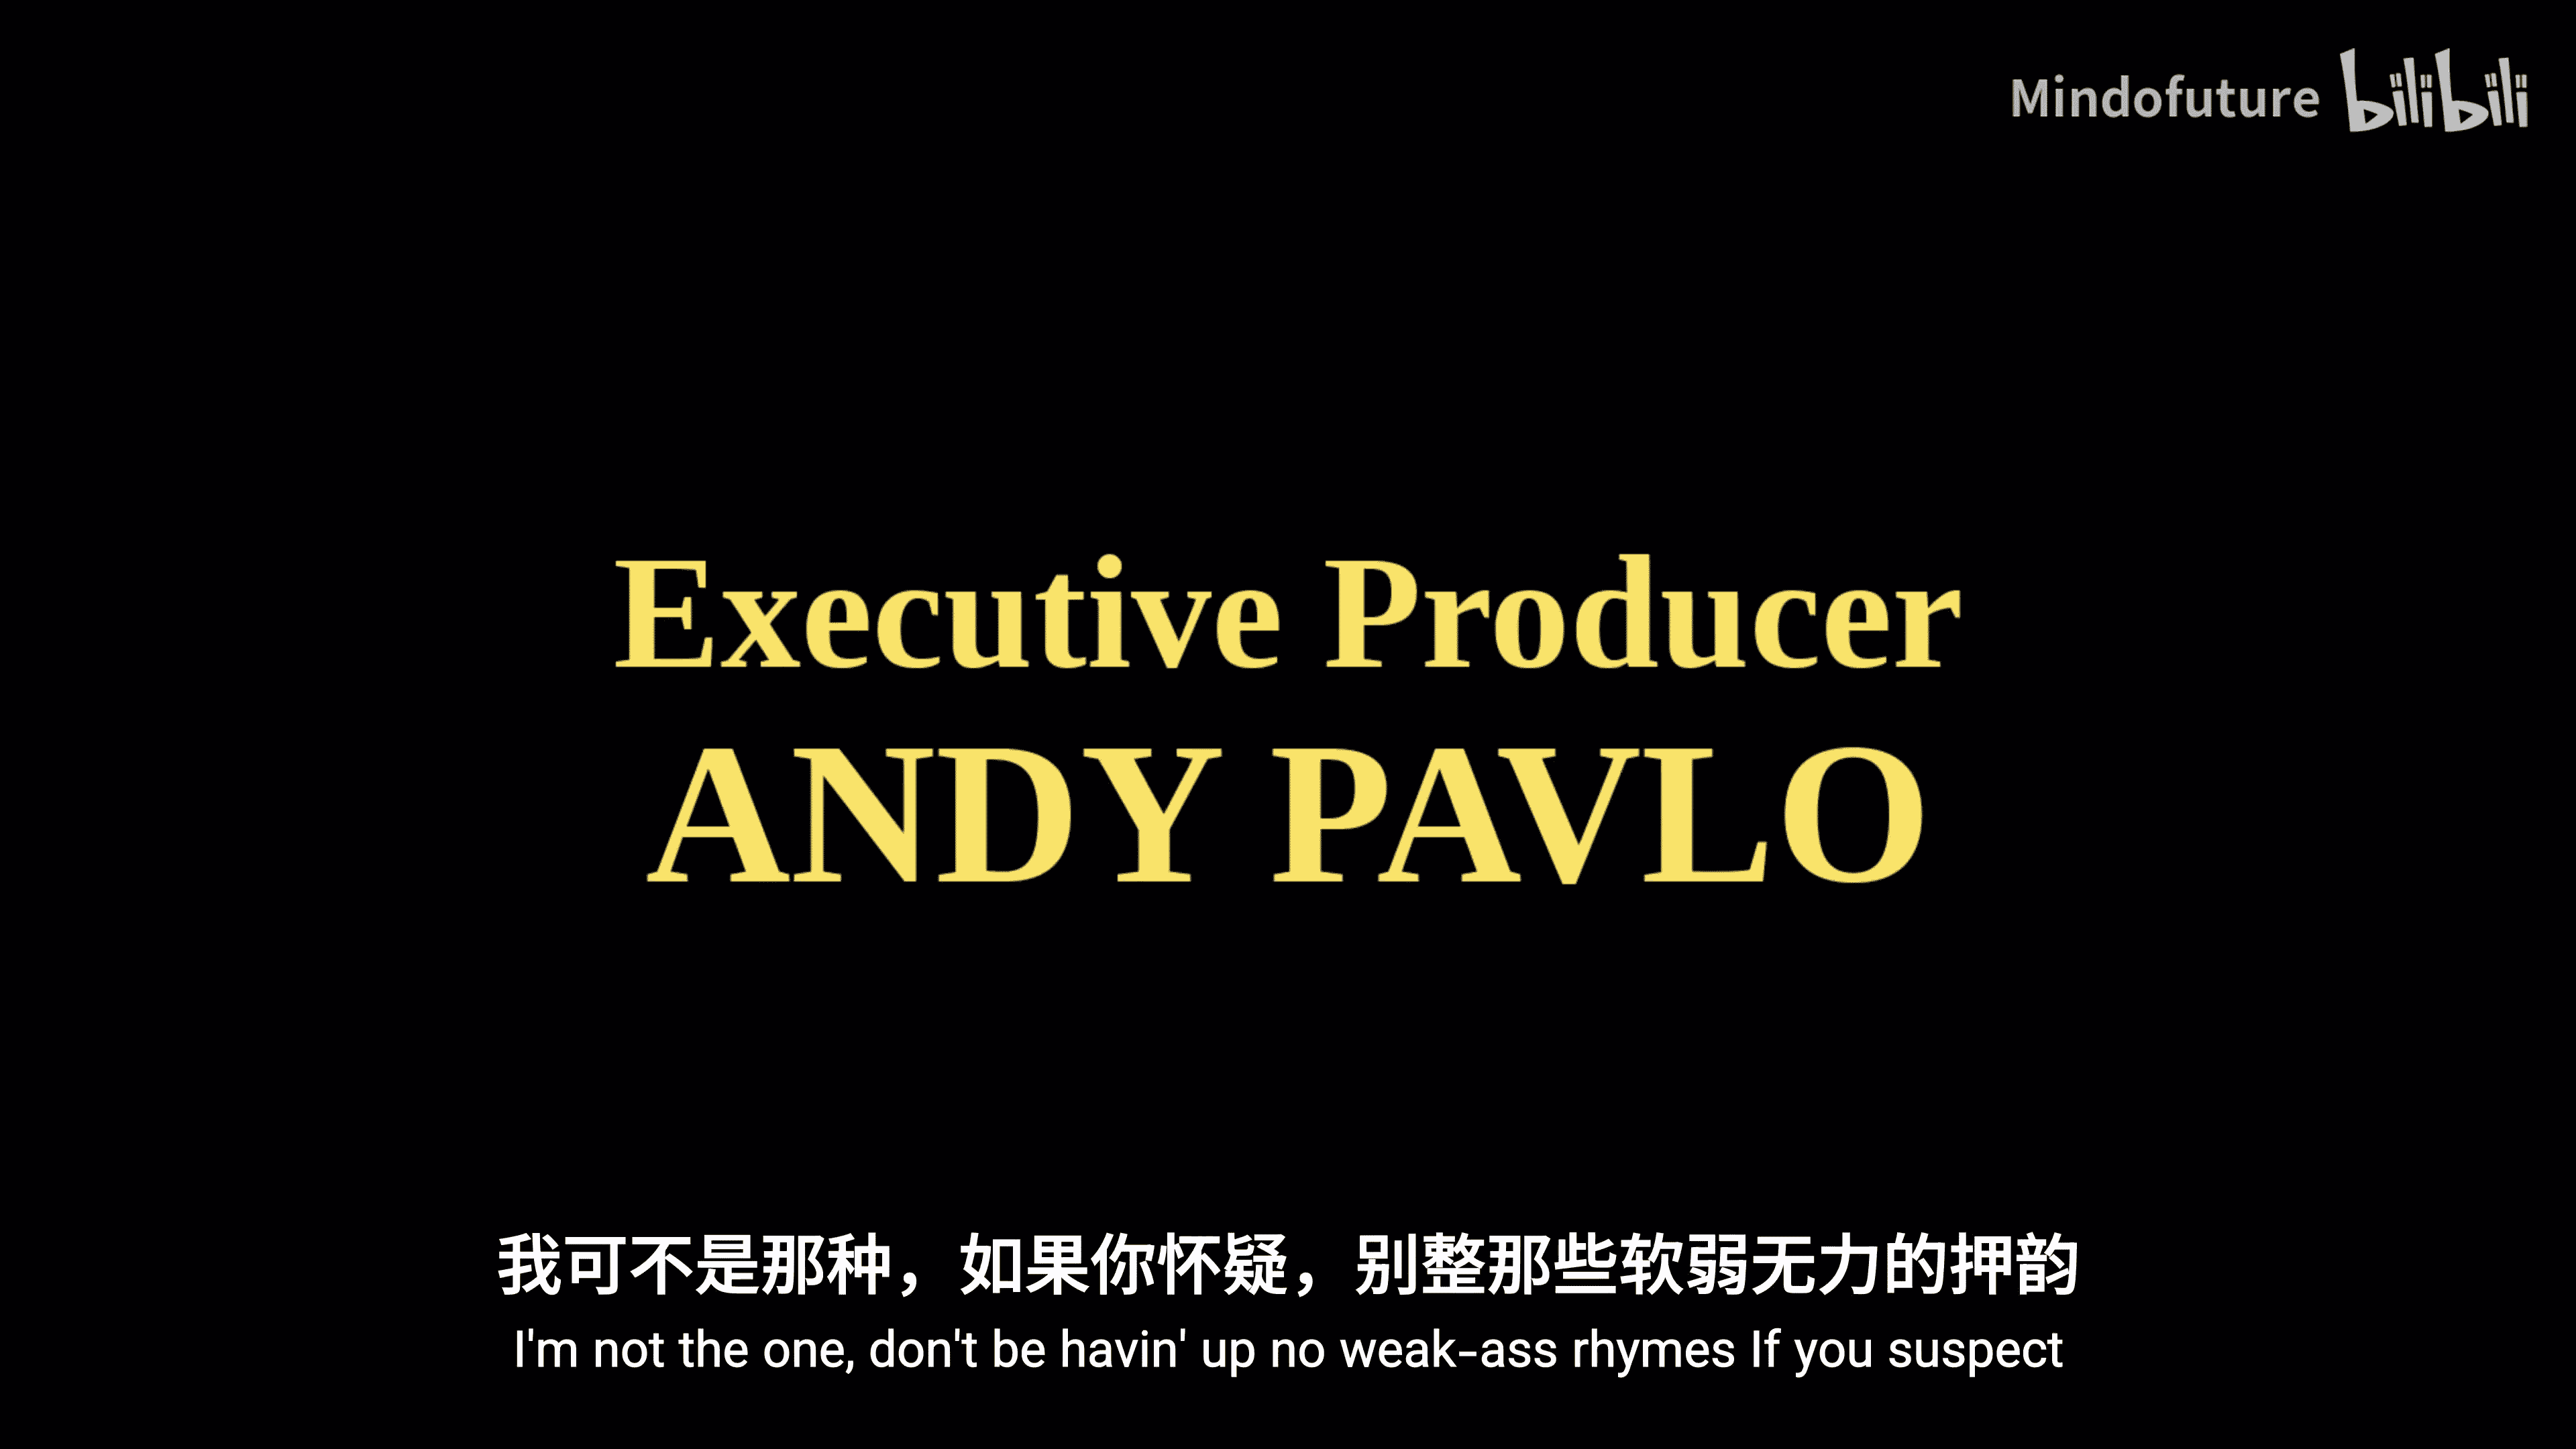 Mindofuture bilibili
Executive Producer
ANDY PAVLO
我可不是那种，如果你怀疑，别整那些软弱无力的押韵
I'm not the one, don't be havin' up no weak-ass rhymes If you suspect